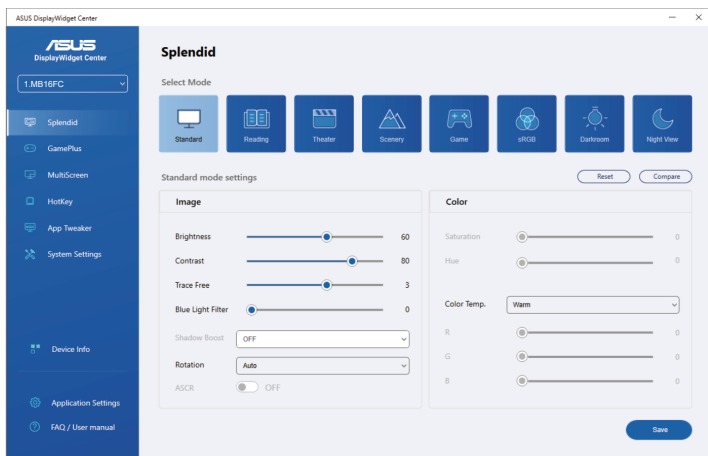 ASUS DisplayWidget Center
ASUS
DisplayWidget Center
1.MB16FC
Splendid
GamePlus
MultiScreen
HotKey
App Tweaker
System Settings
Device Info
Application Settings
FAQ / User manual
Splendid
Select Mode
Standard
Reading
Theater
Scenery
Game
sRGB
Darkroom
Night View
Standard mode settings
Reset
Compare
Image
Brightness 60
Contrast 80
Trace Free 3
Blue Light Filter 0
Shadow Boost OFF
Rotation Auto
ASCR OFF
Color
Saturation 0
Hue 0
Color Temp. Warm
R 0
G 0
B 0
Save